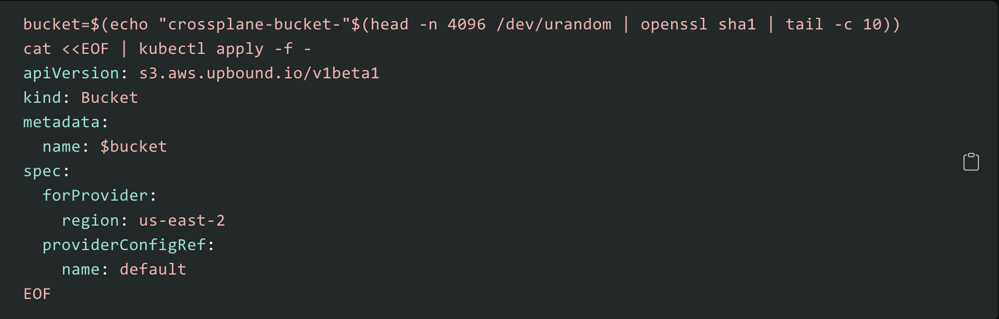 bucket=$(echo "crossplane-bucket-"$(head -n 4096 /dev/urandom | openssl sha1 | tail -c 10))
cat <<EOF | kubectl apply -f -
apiVersion: s3.aws.upbound.io/v1beta1
kind: Bucket
metadata:
  name: $bucket
spec:
  forProvider:
    region: us-east-2
  providerConfigRef:
    name: default
EOF